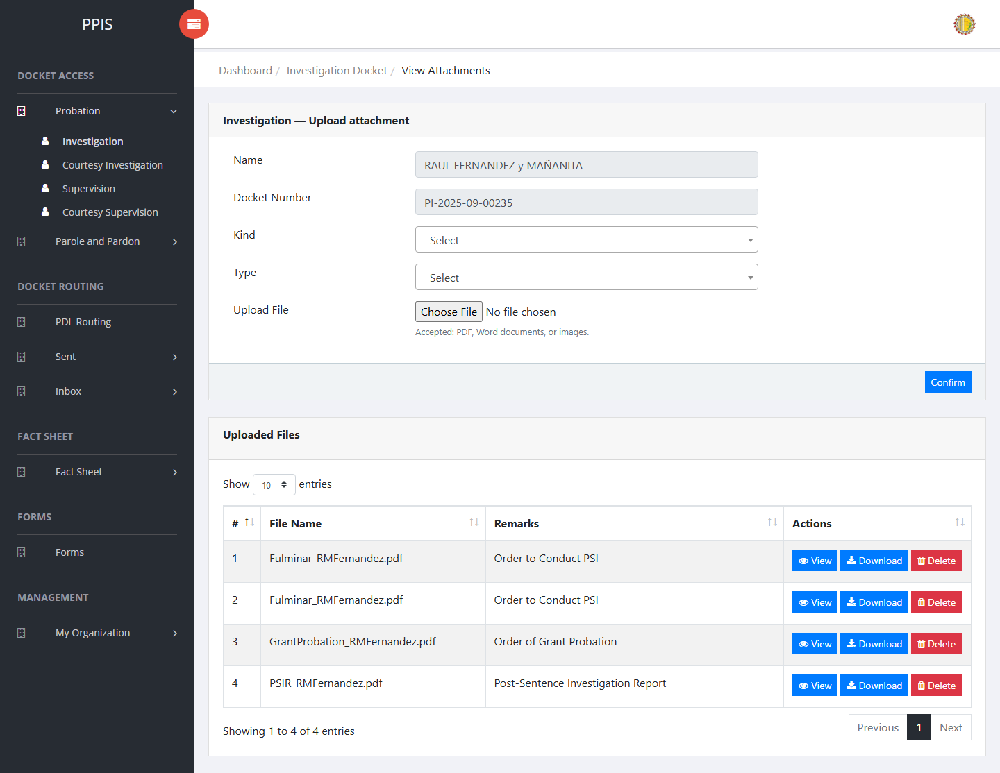 PPIS
DOCKET ACCESS
Probation
Investigation
Courtesy Investigation
Supervision
Courtesy Supervision
Parole and Pardon
DOCKET ROUTING
PDL Routing
Sent
Inbox
FACT SHEET
Fact Sheet
FORMS
Forms
MANAGEMENT
My Organization
Dashboard / Investigation Docket / View Attachments
Investigation — Upload attachment
Name RAUL FERNANDEZ y MAÑANITA
Docket Number PI-2025-09-00235
Kind Select
Type Select
Upload File Choose File No file chosen
Accepted: PDF, Word documents, or images.
Confirm
Uploaded Files
Show 10 entries
# File Name Remarks Actions
1 Fulminar_RMFernandez.pdf Order to Conduct PSI View Download Delete
2 Fulminar_RMFernandez.pdf Order to Conduct PSI View Download Delete
3 GrantProbation_RMFernandez.pdf Order of Grant Probation View Download Delete
4 PSIR_RMFernandez.pdf Post-Sentence Investigation Report View Download Delete
Showing 1 to 4 of 4 entries
Previous 1 Next